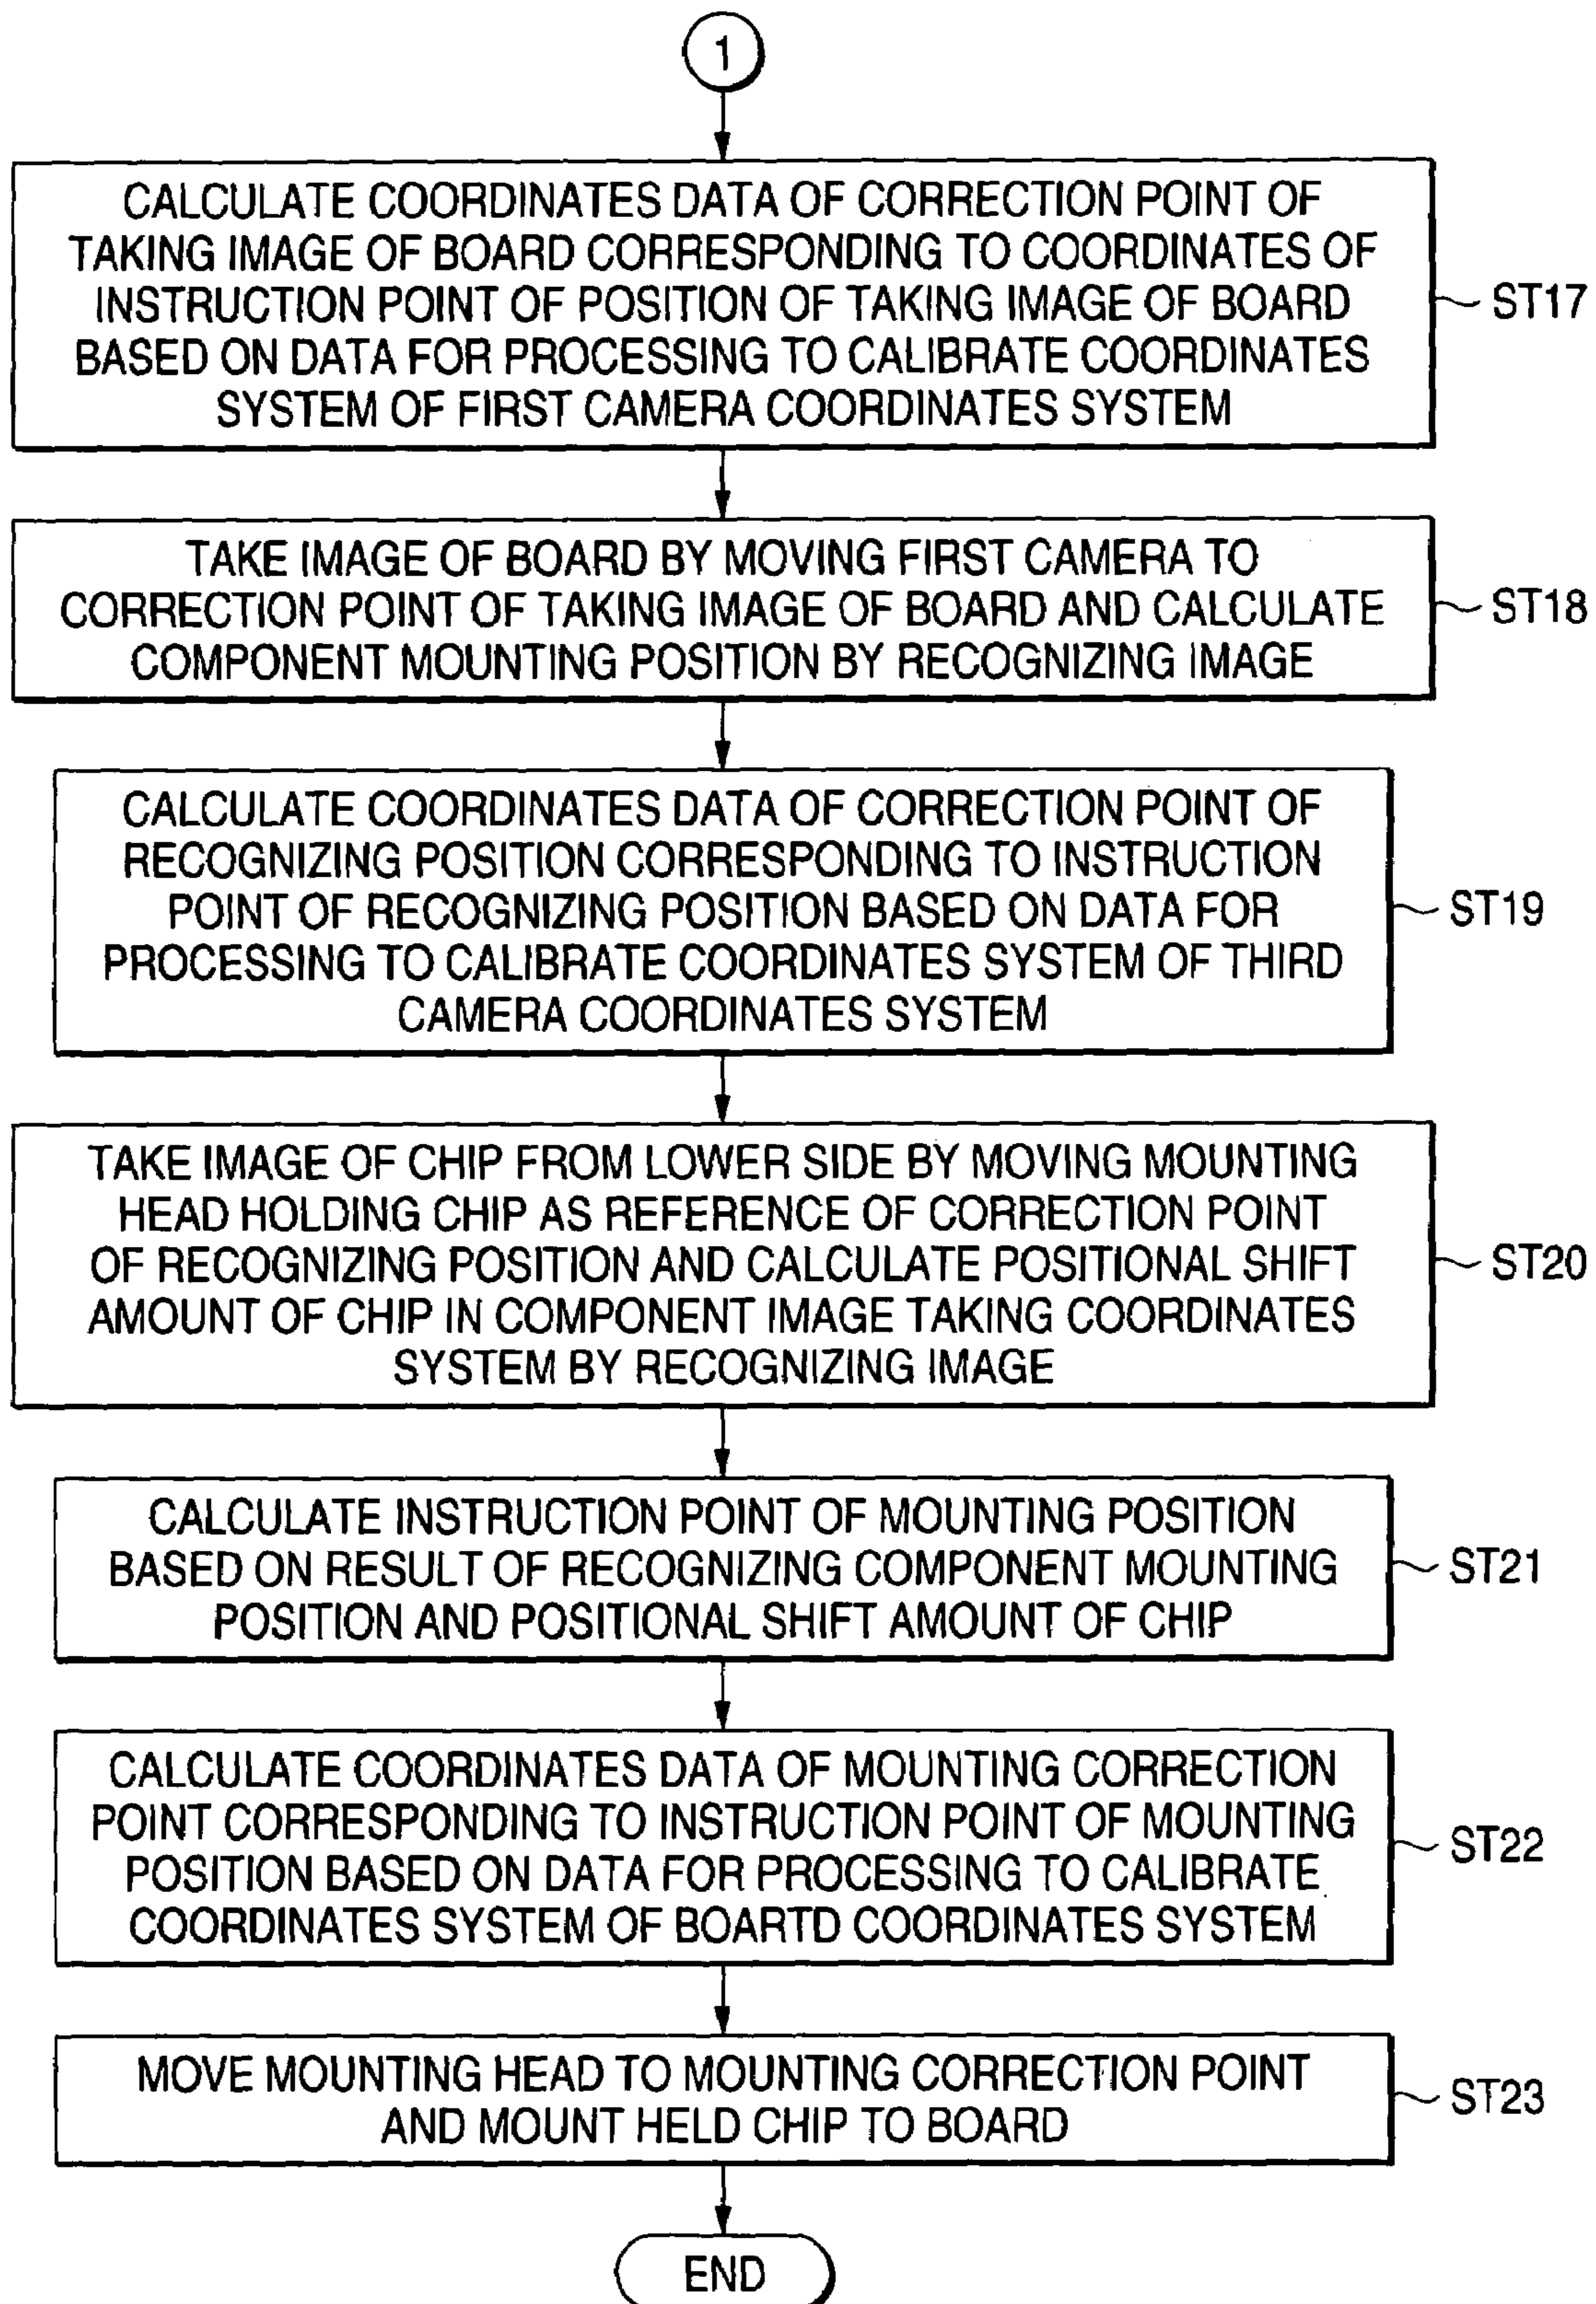 1
CALCULATE COORDINATES DATA OF CORRECTION POINT OF
TAKING IMAGE OF BOARD CORRESPONDING TO COORDINATES OF
INSTRUCTION POINT OF POSITION OF TAKING IMAGE OF BOARD
BASED ON DATA FOR PROCESSING TO CALIBRATE COORDINATES
SYSTEM OF FIRST CAMERA COORDINATES SYSTEM
ST17
TAKE IMAGE OF BOARD BY MOVING FIRST CAMERA TO
CORRECTION POINT OF TAKING IMAGE OF BOARD AND CALCULATE
COMPONENT MOUNTING POSITION BY RECOGNIZING IMAGE
ST18
CALCULATE COORDINATES DATA OF CORRECTION POINT OF
RECOGNIZING POSITION CORRESPONDING TO INSTRUCTION
POINT OF RECOGNIZING POSITION BASED ON DATA FOR
PROCESSING TO CALIBRATE COORDINATES SYSTEM OF THIRD
CAMERA COORDINATES SYSTEM
ST19
TAKE IMAGE OF CHIP FROM LOWER SIDE BY MOVING MOUNTING
HEAD HOLDING CHIP AS REFERENCE OF CORRECTION POINT
OF RECOGNIZING POSITION AND CALCULATE POSITIONAL SHIFT
AMOUNT OF CHIP IN COMPONENT IMAGE TAKING COORDINATES
SYSTEM BY RECOGNIZING IMAGE
ST20
CALCULATE INSTRUCTION POINT OF MOUNTING POSITION
BASED ON RESULT OF RECOGNIZING COMPONENT MOUNTING
POSITION AND POSITIONAL SHIFT AMOUNT OF CHIP
ST21
CALCULATE COORDINATES DATA OF MOUNTING CORRECTION
POINT CORRESPONDING TO INSTRUCTION POINT OF MOUNTING
POSITION BASED ON DATA FOR PROCESSING TO CALIBRATE
COORDINATES SYSTEM OF BOARTD COORDINATES SYSTEM
ST22
MOVE MOUNTING HEAD TO MOUNTING CORRECTION POINT
AND MOUNT HELD CHIP TO BOARD
ST23
END